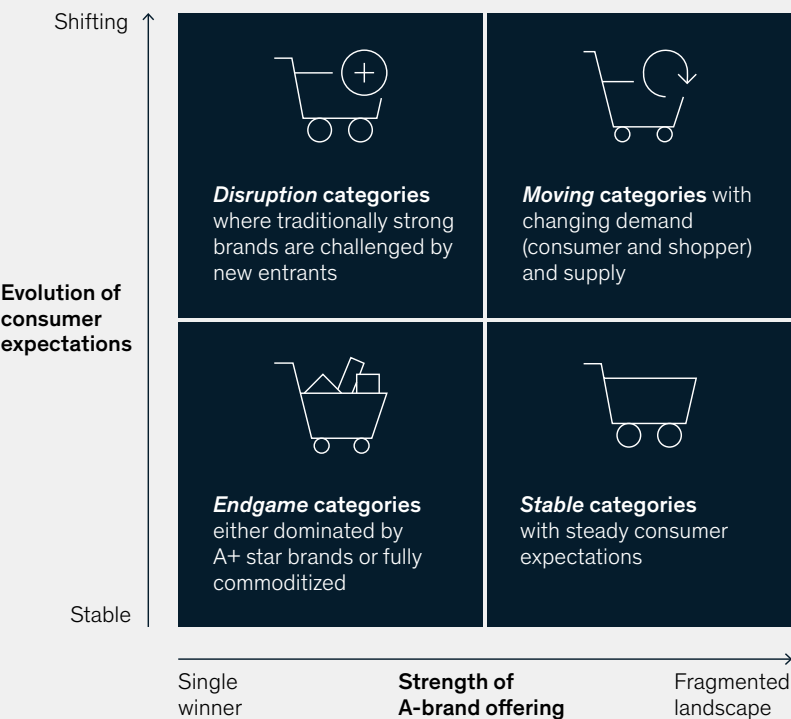 Shifting
Disruption categories
where traditionally strong
brands are challenged by
new entrants
Moving categories with
changing demand
(consumer and shopper)
and supply
Evolution of
consumer
expectations
Endgame categories
either dominated by
A+ star brands or fully
commoditized
Stable categories
with steady consumer
expectations
Stable
Single
winner
Strength of
A-brand offering
Fragmented
landscape